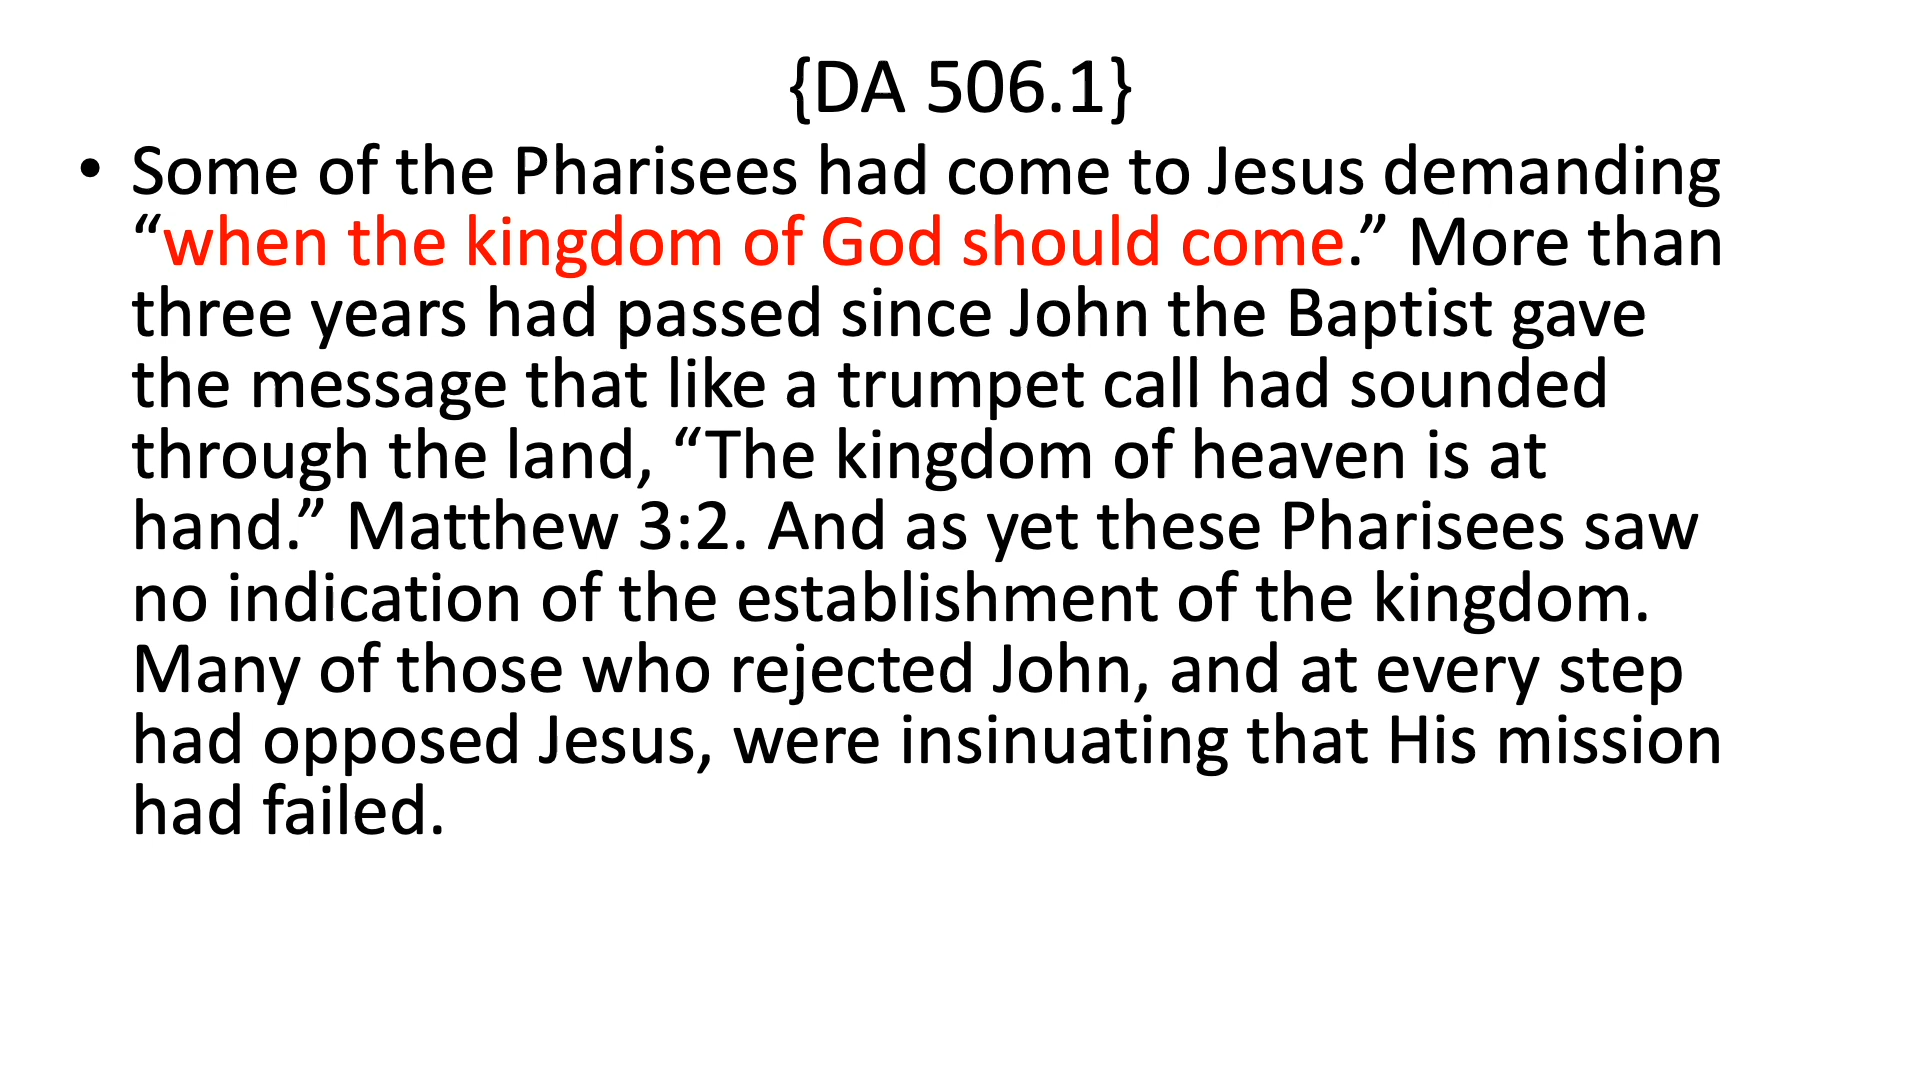 {DA 506.1}
• Some of the Pharisees had come to Jesus demanding
“when the kingdom of God should come.” More than
three years had passed since John the Baptist gave
the message that like a trumpet call had sounded
through the land, “The kingdom of heaven is at
hand.” Matthew 3:2. And as yet these Pharisees saw
no indication of the establishment of the kingdom.
Many of those who rejected John, and at every step
had opposed Jesus, were insinuating that His mission
had failed.